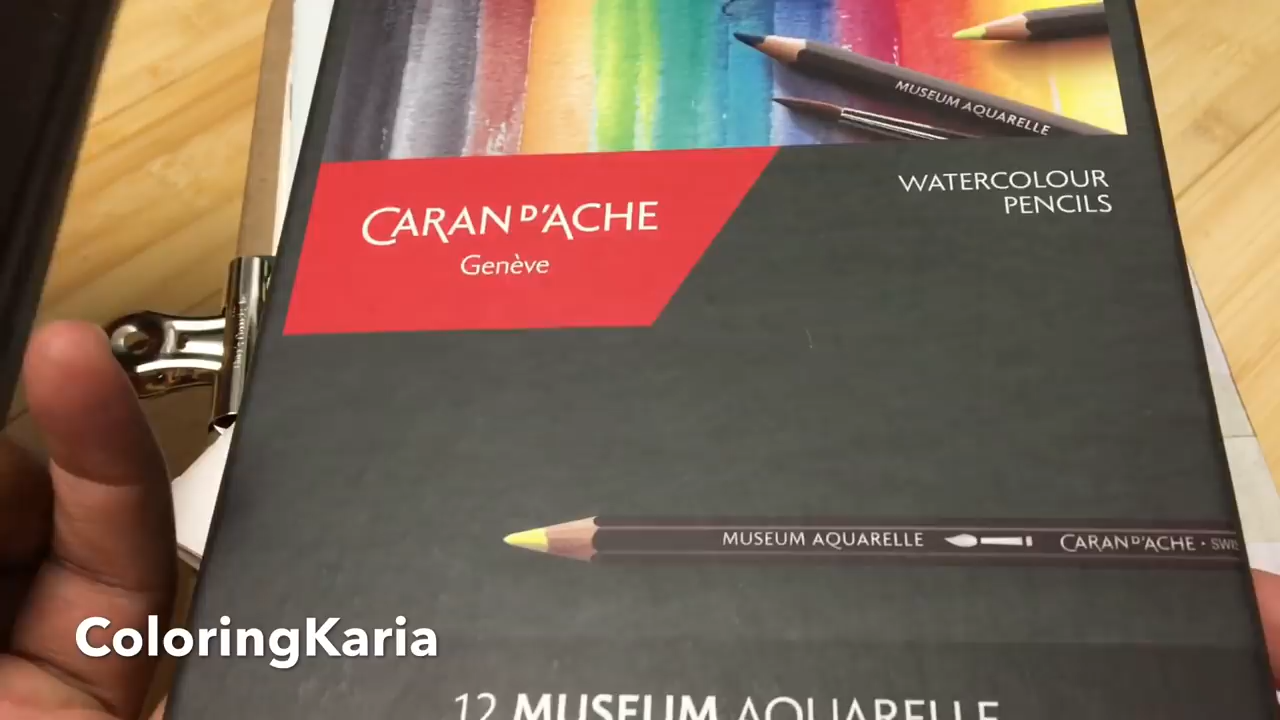 MUSEUM AQUARELLE
WATERCOLOUR
PENCILS
CARAN D'ACHE
Genève
MUSEUM AQUARELLE CARAN D'ACHE •
ColoringKaria
12 MUSEUM AQUARELLE